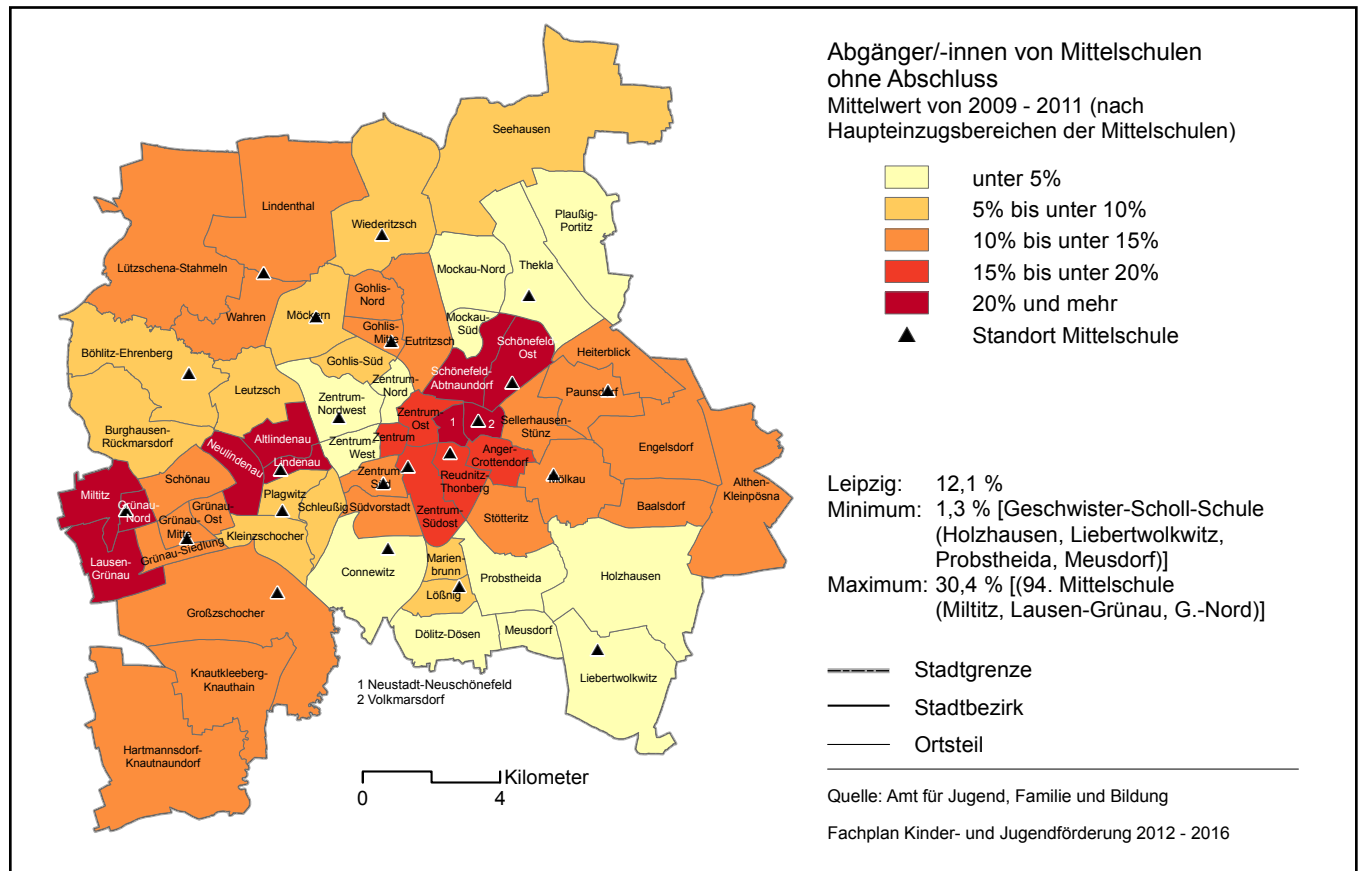 Abgänger/-innen von Mittelschulen
ohne Abschluss
Mittelwert von 2009 - 2011 (nach
Haupteinzugsbereichen der Mittelschulen)
unter 5%
5% bis unter 10%
10% bis unter 15%
15% bis unter 20%
20% und mehr
Standort Mittelschule
Leipzig: 12,1 %
Minimum: 1,3 % [Geschwister-Scholl-Schule
(Holzhausen, Liebertwolkwitz,
Probstheida, Meusdorf)]
Maximum: 30,4 % [(94. Mittelschule
(Miltitz, Lausen-Grünau, G.-Nord)]
Stadtgrenze
Stadtbezirk
Ortsteil
Quelle: Amt für Jugend, Familie und Bildung
Fachplan Kinder- und Jugendförderung 2012 - 2016
Seehausen
Lindenthal
Wiederitzsch
Plaußig-
Portitz
Lützschena-Stahmeln
Mockau-Nord
Thekla
Gohlis-
Nord
Wahren
Möckern
Gohlis-
Mitte
Eutritzsch
Mockau-
Süd
Schönefeld
Ost
Heiterblick
Böhlitz-Ehrenberg
Gohlis-Süd
Schönefeld-
Abtnaundorf
Leutzsch
Zentrum-
Nord
Zentrum-
Nordwest
Paunsdorf
Burghausen-
Rückmarsdorf
Altlindenau
Neulindenau
Lindenau
Zentrum-
Ost
1
2
Sellerhausen-
Stünz
Engelsdorf
Zentrum
Zentrum-
West
Anger-
Crottendorf
Schönau
Miltitz
Grünau-
Nord
Plagwitz
Schleußig
Zentrum
Süd
Reudnitz-
Thonberg
Mölkau
Althen-
Kleinpösna
Grünau-
Ost
Grünau-
Mitte
Südvorstadt
Zentrum-
Südost
Stötteritz
Baalsdorf
Kleinzschocher
Grünau-Siedlung
Lausen-
Grünau
Connewitz
Marien-
brunn
Probstheida
Holzhausen
Lößnig
Großzschocher
Dölitz-Dösen
Meusdorf
Liebertwolkwitz
Knautkleeberg-
Knauthain
1 Neustadt-Neuschönefeld
2 Volkmarsdorf
Hartmannsdorf-
Knautnaundorf
Kilometer
0 4